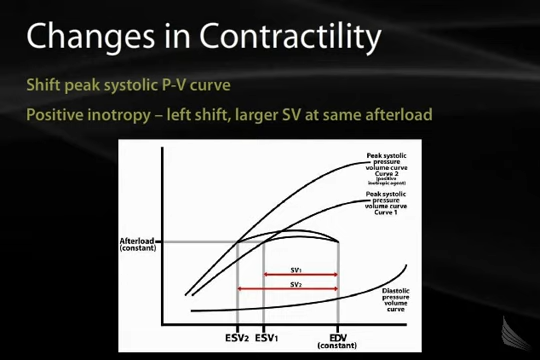 Changes in Contractility
Shift peak systolic P-V curve
Positive inotropy – left shift, larger SV at same afterload
Peak systolic
pressure
volume curve
Curve 2
(positive
inotropic agent)
Peak systolic
pressure
volume curve
Curve 1
Afterload
(constant)
SV₁
SV₂
Diastolic
pressure
volume
curve
ESV₂ ESV₁ EDV
(constant)